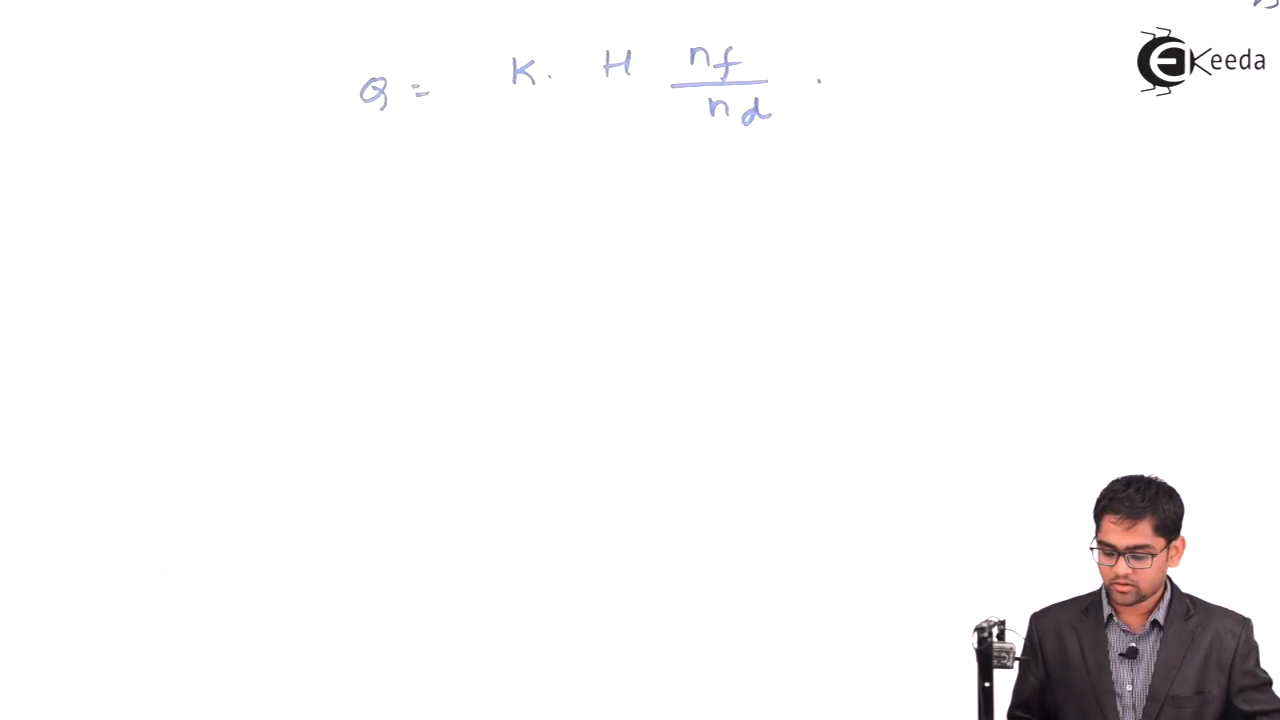 Q = K. H nf/nd .
EKeeda